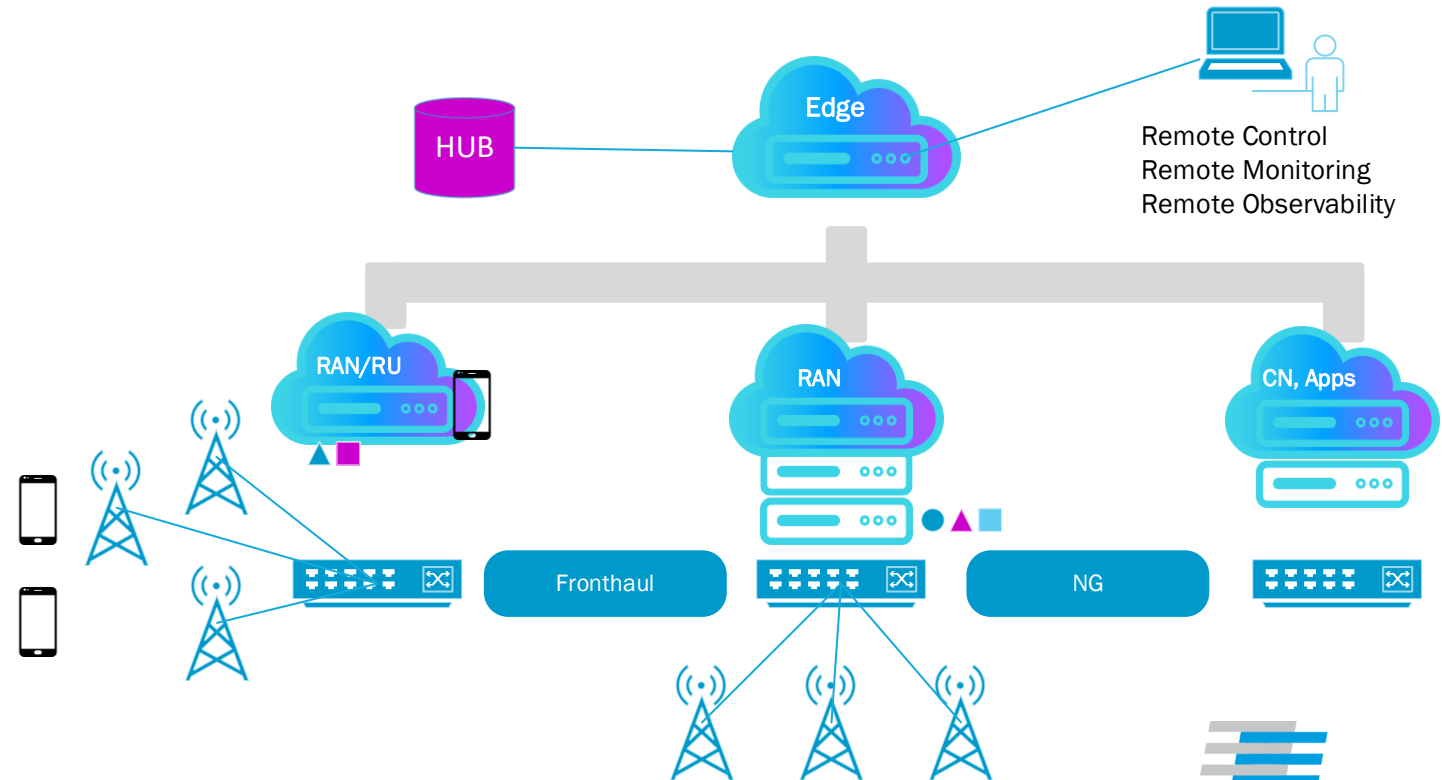 Edge
HUB
Remote Control
Remote Monitoring
Remote Observability
RAN/RU
RAN
CN, Apps
Fronthaul
NG